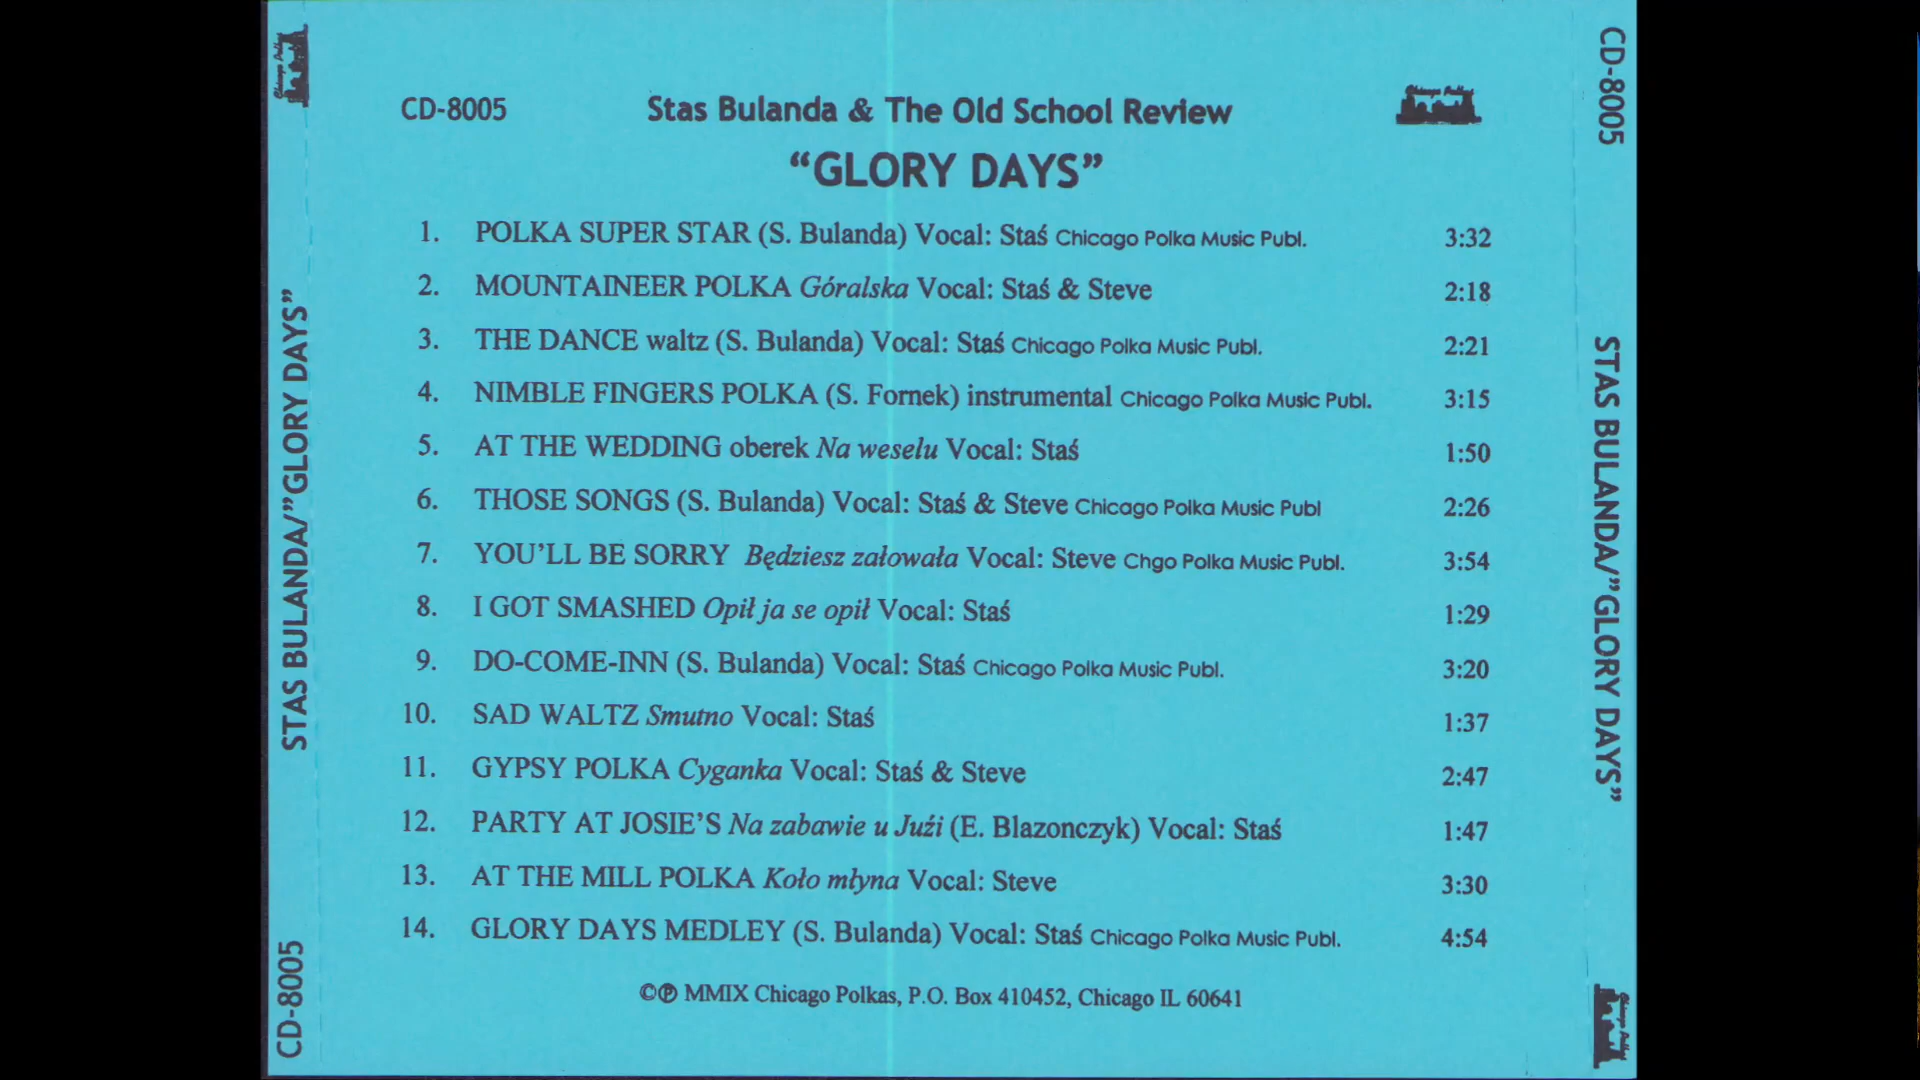 CD-8005
Stas Bulanda & The Old School Review
Chicago Polkas
"GLORY DAYS"
1. POLKA SUPER STAR (S. Bulanda) Vocal: Staś Chicago Polka Music Publ. 3:32
2. MOUNTAINEER POLKA Góralska Vocal: Staś & Steve 2:18
3. THE DANCE waltz (S. Bulanda) Vocal: Staś Chicago Polka Music Publ. 2:21
4. NIMBLE FINGERS POLKA (S. Fornek) instrumental Chicago Polka Music Publ. 3:15
5. AT THE WEDDING oberek Na weselu Vocal: Staś 1:50
6. THOSE SONGS (S. Bulanda) Vocal: Staś & Steve Chicago Polka Music Publ 2:26
7. YOU'LL BE SORRY Będziesz załowała Vocal: Steve Chgo Polka Music Publ. 3:54
8. I GOT SMASHED Opił ja se opił Vocal: Staś 1:29
9. DO-COME-INN (S. Bulanda) Vocal: Staś Chicago Polka Music Publ. 3:20
10. SAD WALTZ Smutno Vocal: Staś 1:37
11. GYPSY POLKA Cyganka Vocal: Staś & Steve 2:47
12. PARTY AT JOSIE'S Na zabawie u Juźi (E. Blazonczyk) Vocal: Staś 1:47
13. AT THE MILL POLKA Koło młyna Vocal: Steve 3:30
14. GLORY DAYS MEDLEY (S. Bulanda) Vocal: Staś Chicago Polka Music Publ. 4:54
©℗ MMIX Chicago Polkas, P.O. Box 410452, Chicago IL 60641
CD-8005
STAS BULANDA/"GLORY DAYS"
Chicago Polkas
CD-8005
STAS BULANDA/"GLORY DAYS"
Chicago Polkas